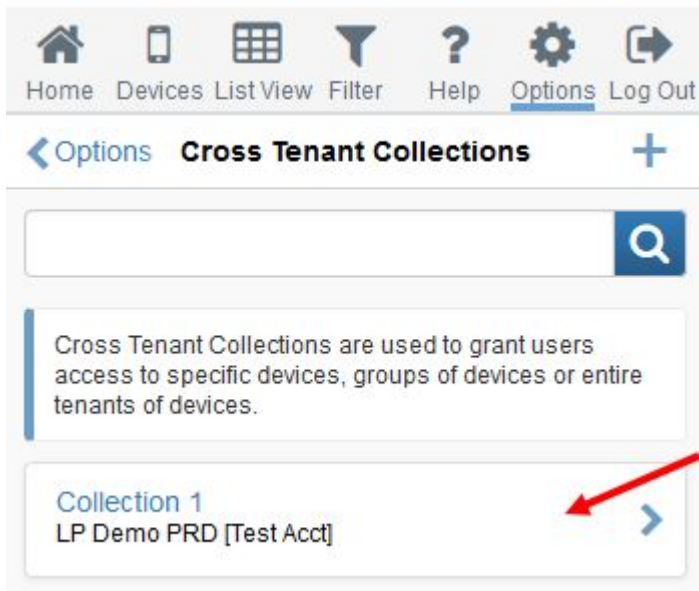 Home Devices List View Filter Help Options Log Out
Options Cross Tenant Collections
Cross Tenant Collections are used to grant users
access to specific devices, groups of devices or entire
tenants of devices.
Collection 1
LP Demo PRD [Test Acct]